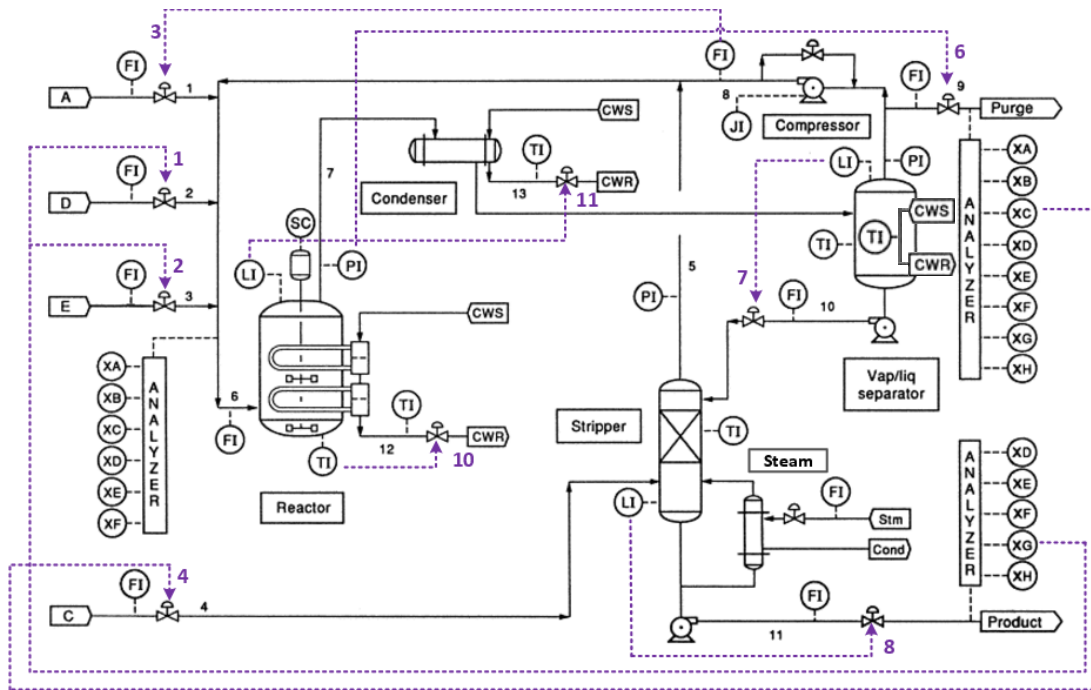 3
6
FI
FI
FI
A
1
8
9
Purge
JI
Compressor
CWS
1
FI
7
TI
LI
PI
XA
XB
XC
XD
XE
XF
XG
XH
ANALYZER
D
2
13
CWR
Condenser
11
SC
TI
TI
CWS
CWR
2
FI
LI
PI
5
PI
7
FI
E
3
CWS
10
Vap/liq
separator
XA
XB
XC
XD
XE
XF
ANALYZER
6
FI
TI
TI
12
CWR
10
Reactor
Stripper
TI
Steam
LI
FI
Stm
Cond
XD
XE
XF
XG
XH
ANALYZER
4
FI
C
4
FI
11
8
Product